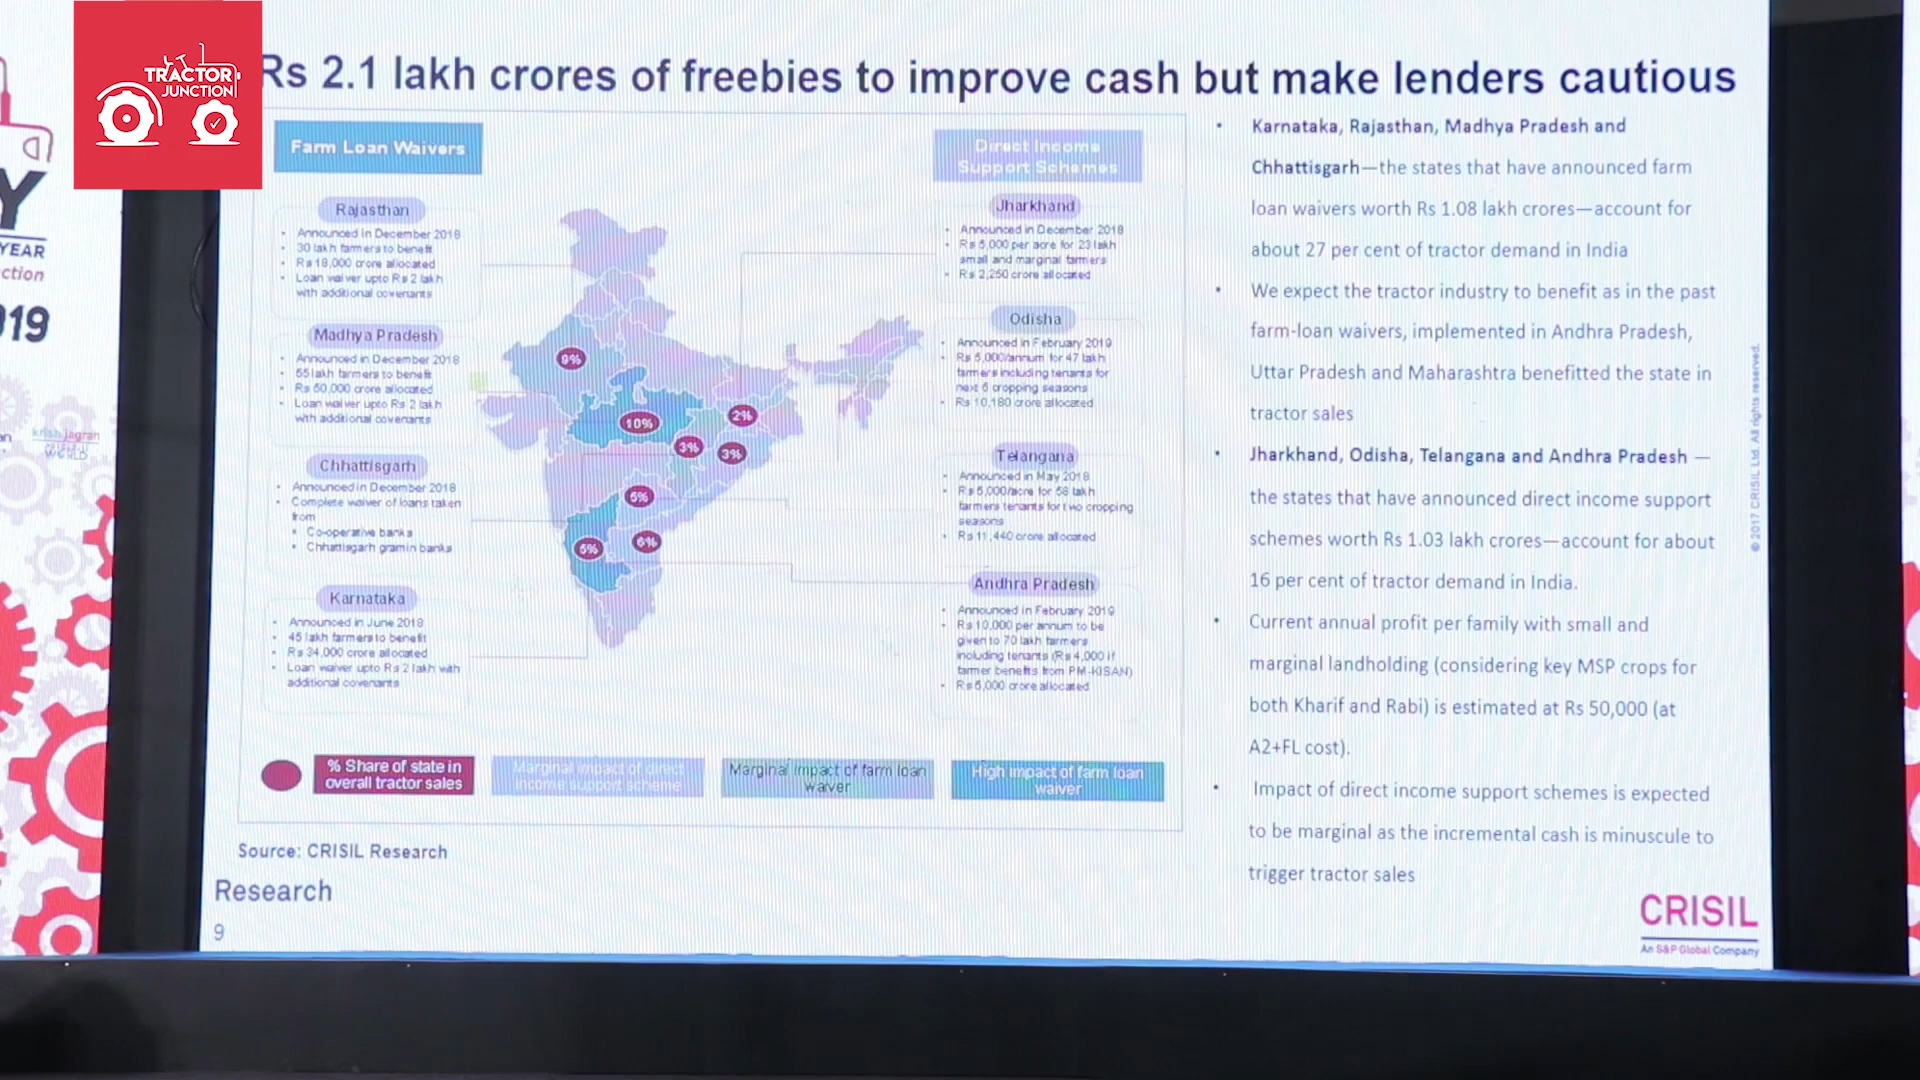 TRACTOR
JUNCTION
Rs 2.1 lakh crores of freebies to improve cash but make lenders cautious
Farm Loan Waivers
Rajasthan
• Announced in December 2018
• 30 lakh farmers to benefit
• Rs 18,000 crore allocated
• Loan waiver upto Rs 2 lakh
with additional covenants
Madhya Pradesh
• Announced in December 2018
• 55 lakh farmers to benefit
• Rs 50,000 crore allocated
• Loan waiver upto Rs 2 lakh
with additional covenants
Chhattisgarh
• Announced in December 2018
• Complete waiver of loans taken
from
• Co-operative banks
• Chhattisgarh gramin banks
Karnataka
• Announced in June 2018
• 45 lakh farmers to benefit
• Rs 34,000 crore allocated
• Loan waiver upto Rs 2 lakh with
additional covenants
9%
10%
2%
3%
3%
5%
6%
5%
Direct Income
Support Schemes
Jharkhand
• Announced in December 2018
• Rs 5,000 per acre for 23 lakh
small and marginal farmers
• Rs 2,250 crore allocated
Odisha
• Announced in February 2019
• Rs 5,000/annum for 47 lakh
farmers including tenants for
next 5 cropping seasons
• Rs 10,180 crore allocated
Telangana
• Announced in May 2018
• Rs 5,000/acre for 58 lakh
farmers tenants for two cropping
seasons
• Rs 11,440 crore allocated
Andhra Pradesh
• Announced in February 2019
• Rs 10,000 per annum to be
given to 70 lakh farmers
including tenants (Rs 4,000 if
farmer benefits from PM-KISAN)
• Rs 5,000 crore allocated
% Share of state in
overall tractor sales
Marginal impact of direct
income support scheme
Marginal impact of farm loan
waiver
High impact of farm loan
waiver
Source: CRISIL Research
Research
9
• Karnataka, Rajasthan, Madhya Pradesh and
Chhattisgarh—the states that have announced farm
loan waivers worth Rs 1.08 lakh crores—account for
about 27 per cent of tractor demand in India
• We expect the tractor industry to benefit as in the past
farm-loan waivers, implemented in Andhra Pradesh,
Uttar Pradesh and Maharashtra benefitted the state in
tractor sales
• Jharkhand, Odisha, Telangana and Andhra Pradesh —
the states that have announced direct income support
schemes worth Rs 1.03 lakh crores—account for about
16 per cent of tractor demand in India.
• Current annual profit per family with small and
marginal landholding (considering key MSP crops for
both Kharif and Rabi) is estimated at Rs 50,000 (at
A2+FL cost).
• Impact of direct income support schemes is expected
to be marginal as the incremental cash is minuscule to
trigger tractor sales
© 2017 CRISIL Ltd. All rights reserved.
CRISIL
An S&P Global Company
Y
YEAR
ction
019
krishi jagran